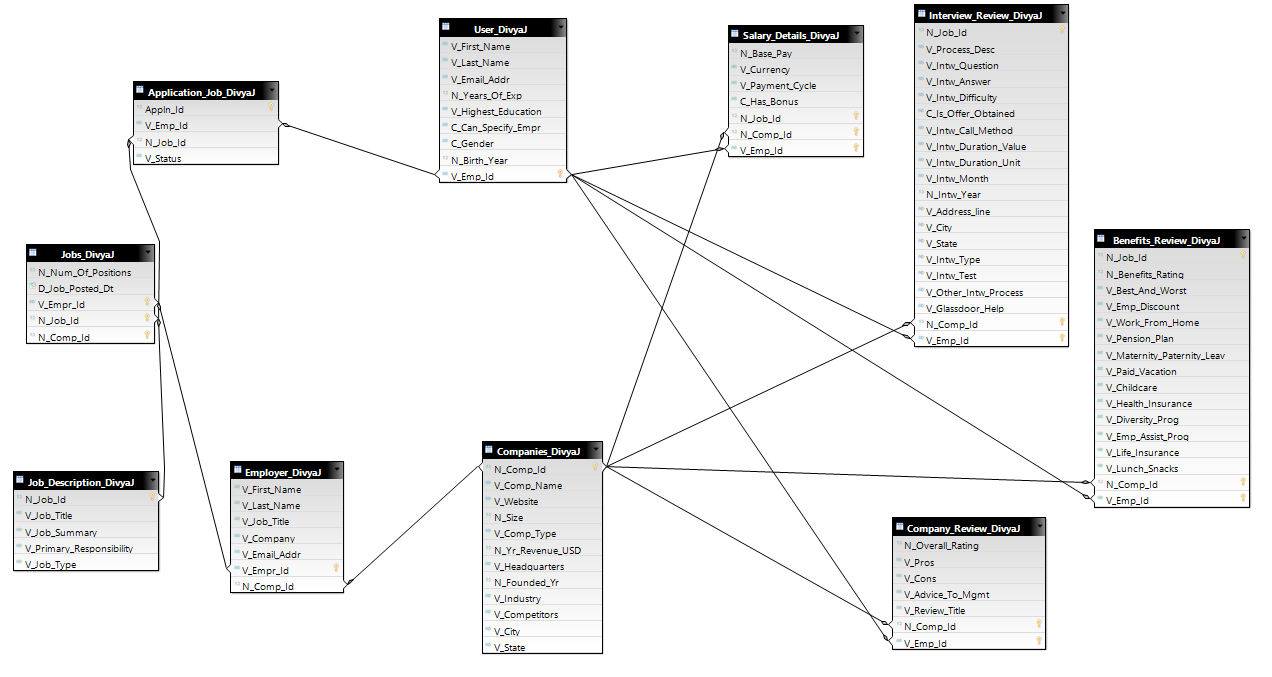 User_DivyaJ
V_First_Name
V_Last_Name
V_Email_Addr
N_Years_Of_Exp
V_Highest_Education
C_Can_Specify_Empr
C_Gender
N_Birth_Year
V_Emp_Id
Salary_Details_DivyaJ
N_Base_Pay
V_Currency
V_Payment_Cycle
C_Has_Bonus
N_Job_Id
N_Comp_Id
V_Emp_Id
Interview_Review_DivyaJ
N_Job_Id
V_Process_Desc
V_Intw_Question
V_Intw_Answer
V_Intw_Difficulty
C_Is_Offer_Obtained
V_Intw_Call_Method
V_Intw_Duration_Value
V_Intw_Duration_Unit
V_Intw_Month
N_Intw_Year
V_Address_line
V_City
V_State
V_Intw_Type
V_Intw_Test
V_Other_Intw_Process
V_Glassdoor_Help
N_Comp_Id
V_Emp_Id
Application_Job_DivyaJ
Appln_Id
V_Emp_Id
N_Job_Id
V_Status
Jobs_DivyaJ
N_Num_Of_Positions
D_Job_Posted_Dt
V_Empr_Id
N_Job_Id
N_Comp_Id
Benefits_Review_DivyaJ
N_Job_Id
N_Benefits_Rating
V_Best_And_Worst
V_Emp_Discount
V_Work_From_Home
V_Pension_Plan
V_Maternity_Paternity_Leav
V_Paid_Vacation
V_Childcare
V_Health_Insurance
V_Diversity_Prog
V_Emp_Assist_Prog
V_Life_Insurance
V_Lunch_Snacks
N_Comp_Id
V_Emp_Id
Job_Description_DivyaJ
N_Job_Id
V_Job_Title
V_Job_Summary
V_Primary_Responsibility
V_Job_Type
Employer_DivyaJ
V_First_Name
V_Last_Name
V_Job_Title
V_Company
V_Email_Addr
V_Empr_Id
N_Comp_Id
Companies_DivyaJ
N_Comp_Id
V_Comp_Name
V_Website
N_Size
V_Comp_Type
N_Yr_Revenue_USD
V_Headquarters
N_Founded_Yr
V_Industry
V_Competitors
V_City
V_State
Company_Review_DivyaJ
N_Overall_Rating
V_Pros
V_Cons
V_Advice_To_Mgmt
V_Review_Title
N_Comp_Id
V_Emp_Id